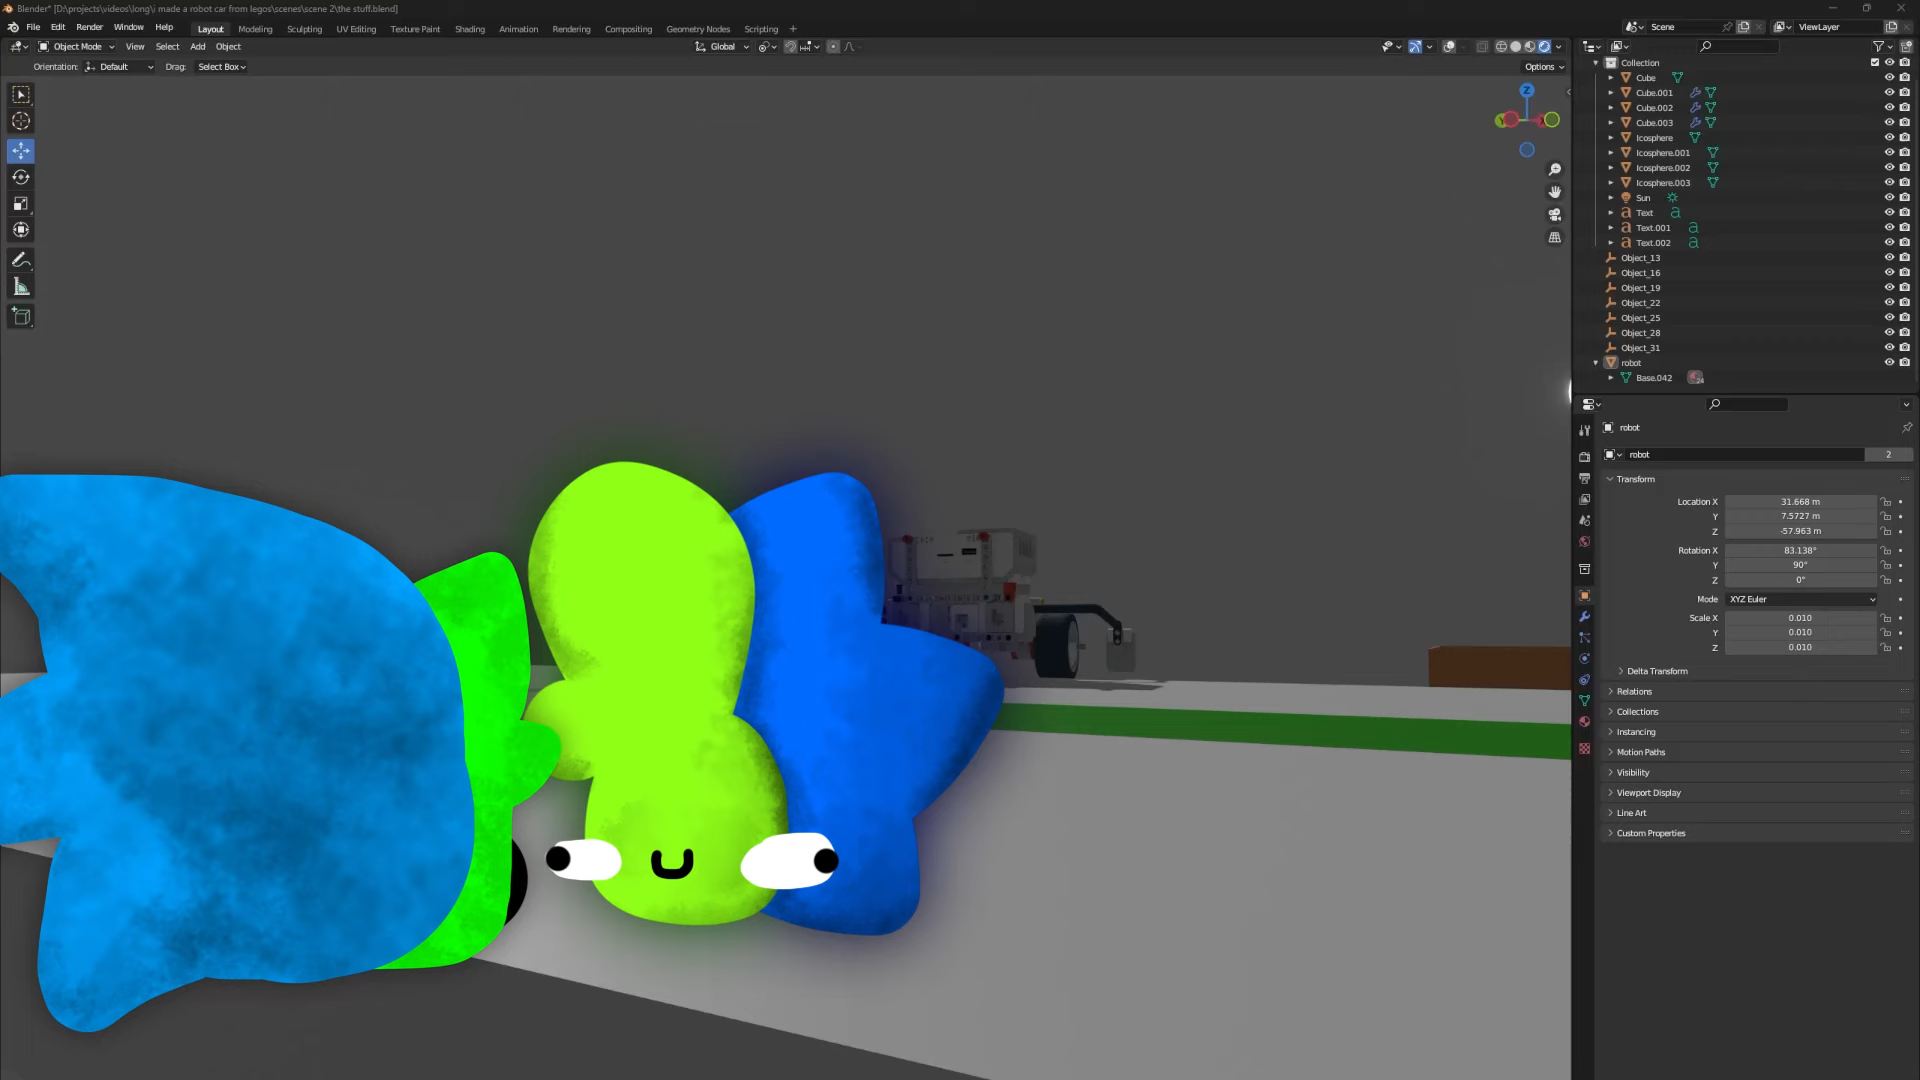 Blender* [D:\projects\videos\long\i made a robot car from legos\scenes\scene 2\the stuff.blend]
File Edit Render Window Help Layout Modeling Sculpting UV Editing Texture Paint Shading Animation Rendering Compositing Geometry Nodes Scripting + Scene ViewLayer
Object Mode View Select Add Object Global
Orientation: Default Drag: Select Box Options
Z
Y
Collection
Cube
Cube.001
Cube.002
Cube.003
Icosphere
Icosphere.001
Icosphere.002
Icosphere.003
Sun
Text
Text.001
Text.002
Object_13
Object_16
Object_19
Object_22
Object_25
Object_28
Object_31
robot
Base.042 24
robot
robot 2
Transform
Location X 31.668 m
Y 7.5727 m
Z -57.963 m
Rotation X 83.138°
Y 90°
Z 0°
Mode XYZ Euler
Scale X 0.010
Y 0.010
Z 0.010
Delta Transform
Relations
Collections
Instancing
Motion Paths
Visibility
Viewport Display
Line Art
Custom Properties